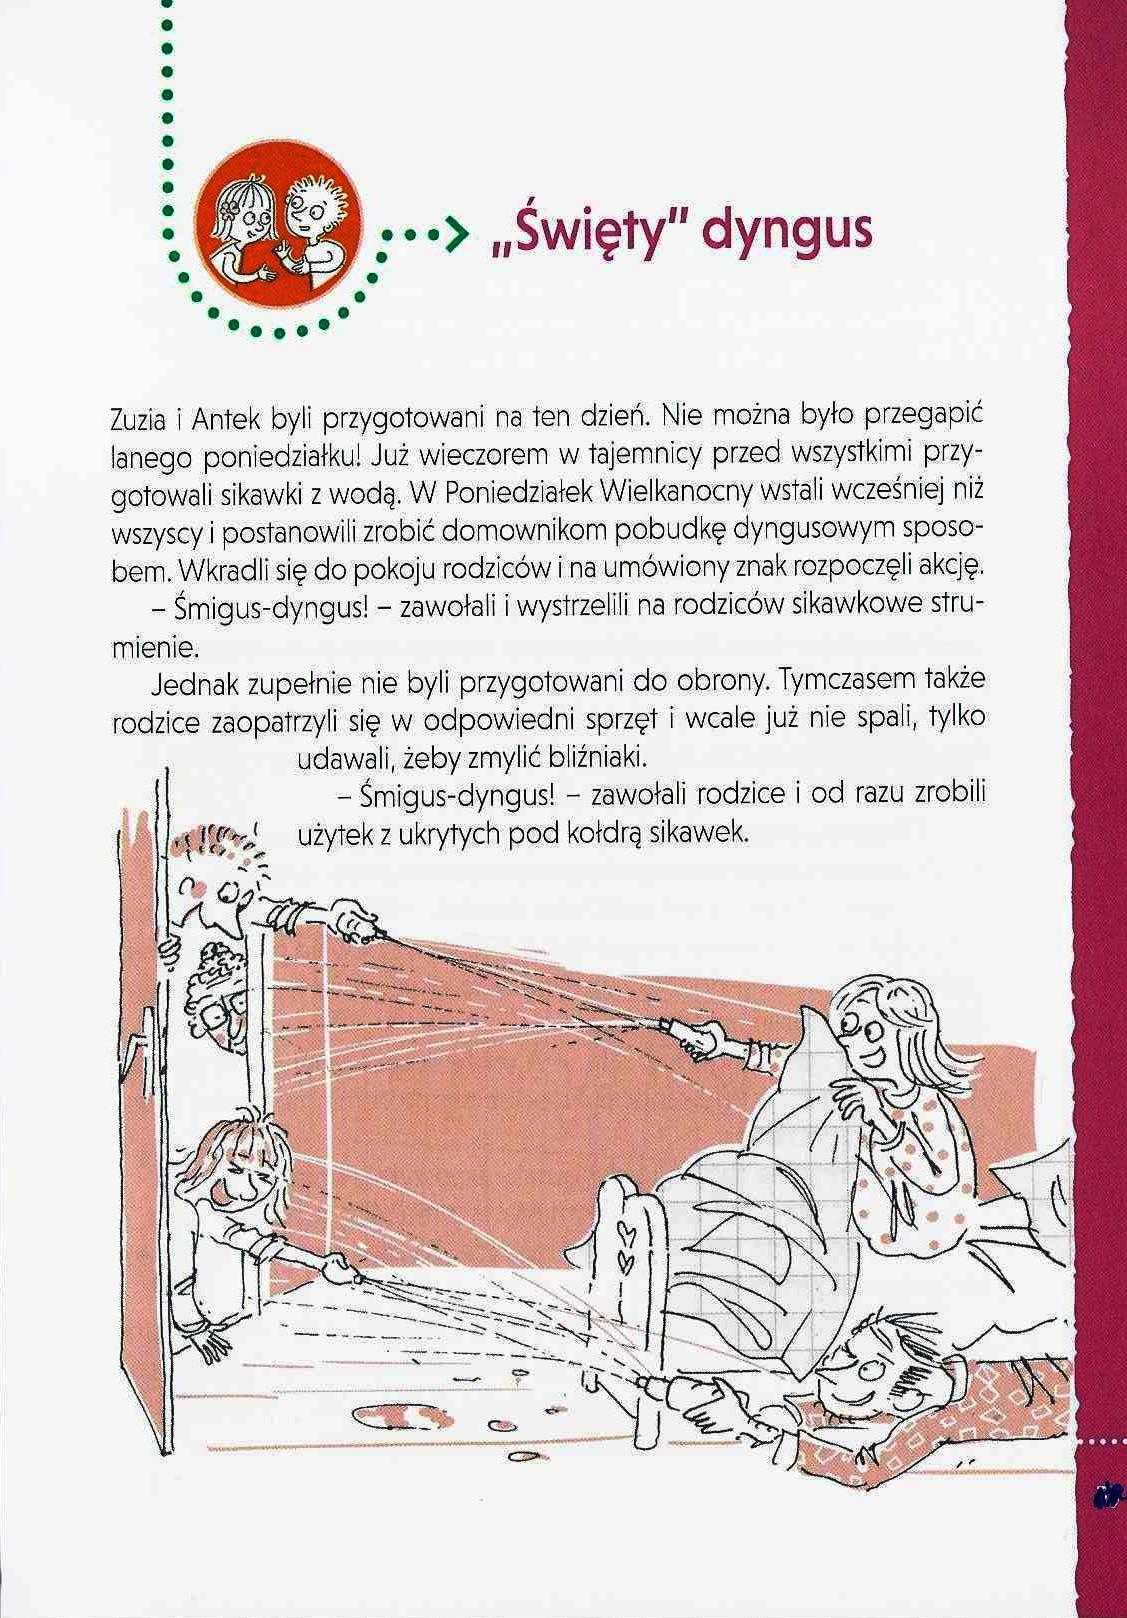 „Święty" dyngus
Zuzia i Antek byli przygotowani na ten dzień. Nie można było przegapić
lanego poniedziałku! Już wieczorem w tajemnicy przed wszystkimi przy-
gotowali sikawki z wodą. W Poniedziałek Wielkanocny wstali wcześniej niż
wszyscy i postanowili zrobić domownikom pobudkę dyngusowym sposo-
bem. Wkradli się do pokoju rodziców i na umówiony znak rozpoczęli akcję.
– Śmigus-dyngus! – zawołali i wystrzelili na rodziców sikawkowe stru-
mienie.
Jednak zupełnie nie byli przygotowani do obrony. Tymczasem także
rodzice zaopatrzyli się w odpowiedni sprzęt i wcale już nie spali, tylko
udawali, żeby zmylić bliźniaki.
– Śmigus-dyngus! – zawołali rodzice i od razu zrobili
użytek z ukrytych pod kołdrą sikawek.